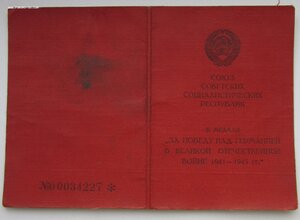 №0034227 *
СОЮЗ
СОВЕТСКИХ
СОЦИАЛИСТИЧЕСКИХ
РЕСПУБЛИК
К МЕДАЛИ
„ЗА ПОБЕДУ НАД ГЕРМАНИЕЙ
В ВЕЛИКОЙ ОТЕЧЕСТВЕННОЙ
ВОЙНЕ 1941—1945 гг.“